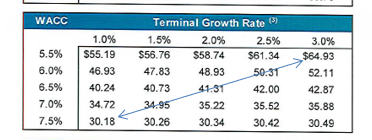 WACC Terminal Growth Rate (3)
1.0% 1.5% 2.0% 2.5% 3.0%
5.5% $55.19 $56.76 $58.74 $61.34 $64.93
6.0% 46.93 47.83 48.93 50.31 52.11
6.5% 40.24 40.73 41.31 42.00 42.87
7.0% 34.72 34.95 35.22 35.52 35.88
7.5% 30.18 30.26 30.34 30.42 30.49